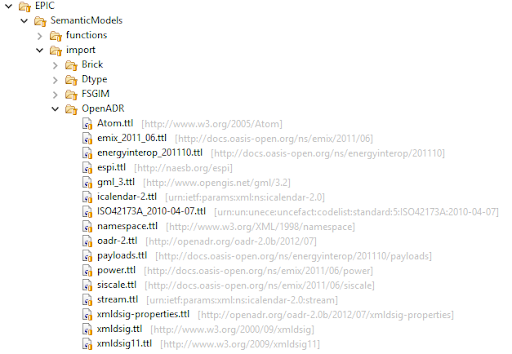 EPIC
SemanticModels
functions
import
Brick
Dtype
FSGIM
OpenADR
Atom.ttl [http://www.w3.org/2005/Atom]
emix_2011_06.ttl [http://docs.oasis-open.org/ns/emix/2011/06]
energyinterop_201110.ttl [http://docs.oasis-open.org/ns/energyinterop/201110]
espi.ttl [http://naesb.org/espi]
gml_3.ttl [http://www.opengis.net/gml/3.2]
icalendar-2.ttl [urn:ietf:params:xml:ns:icalendar-2.0]
ISO42173A_2010-04-07.ttl [urn:un:unece:uncefact:codelist:standard:5:ISO42173A:2010-04-07]
namespace.ttl [http://www.w3.org/XML/1998/namespace]
oadr-2.ttl [http://openadr.org/oadr-2.0b/2012/07]
payloads.ttl [http://docs.oasis-open.org/ns/energyinterop/201110/payloads]
power.ttl [http://docs.oasis-open.org/ns/emix/2011/06/power]
siscale.ttl [http://docs.oasis-open.org/ns/emix/2011/06/siscale]
stream.ttl [urn:ietf:params:xml:ns:icalendar-2.0:stream]
xmldsig-properties.ttl [http://openadr.org/oadr-2.0b/2012/07/xmldsig-properties]
xmldsig.ttl [http://www.w3.org/2000/09/xmldsig]
xmldsig11.ttl [http://www.w3.org/2009/xmldsig11]